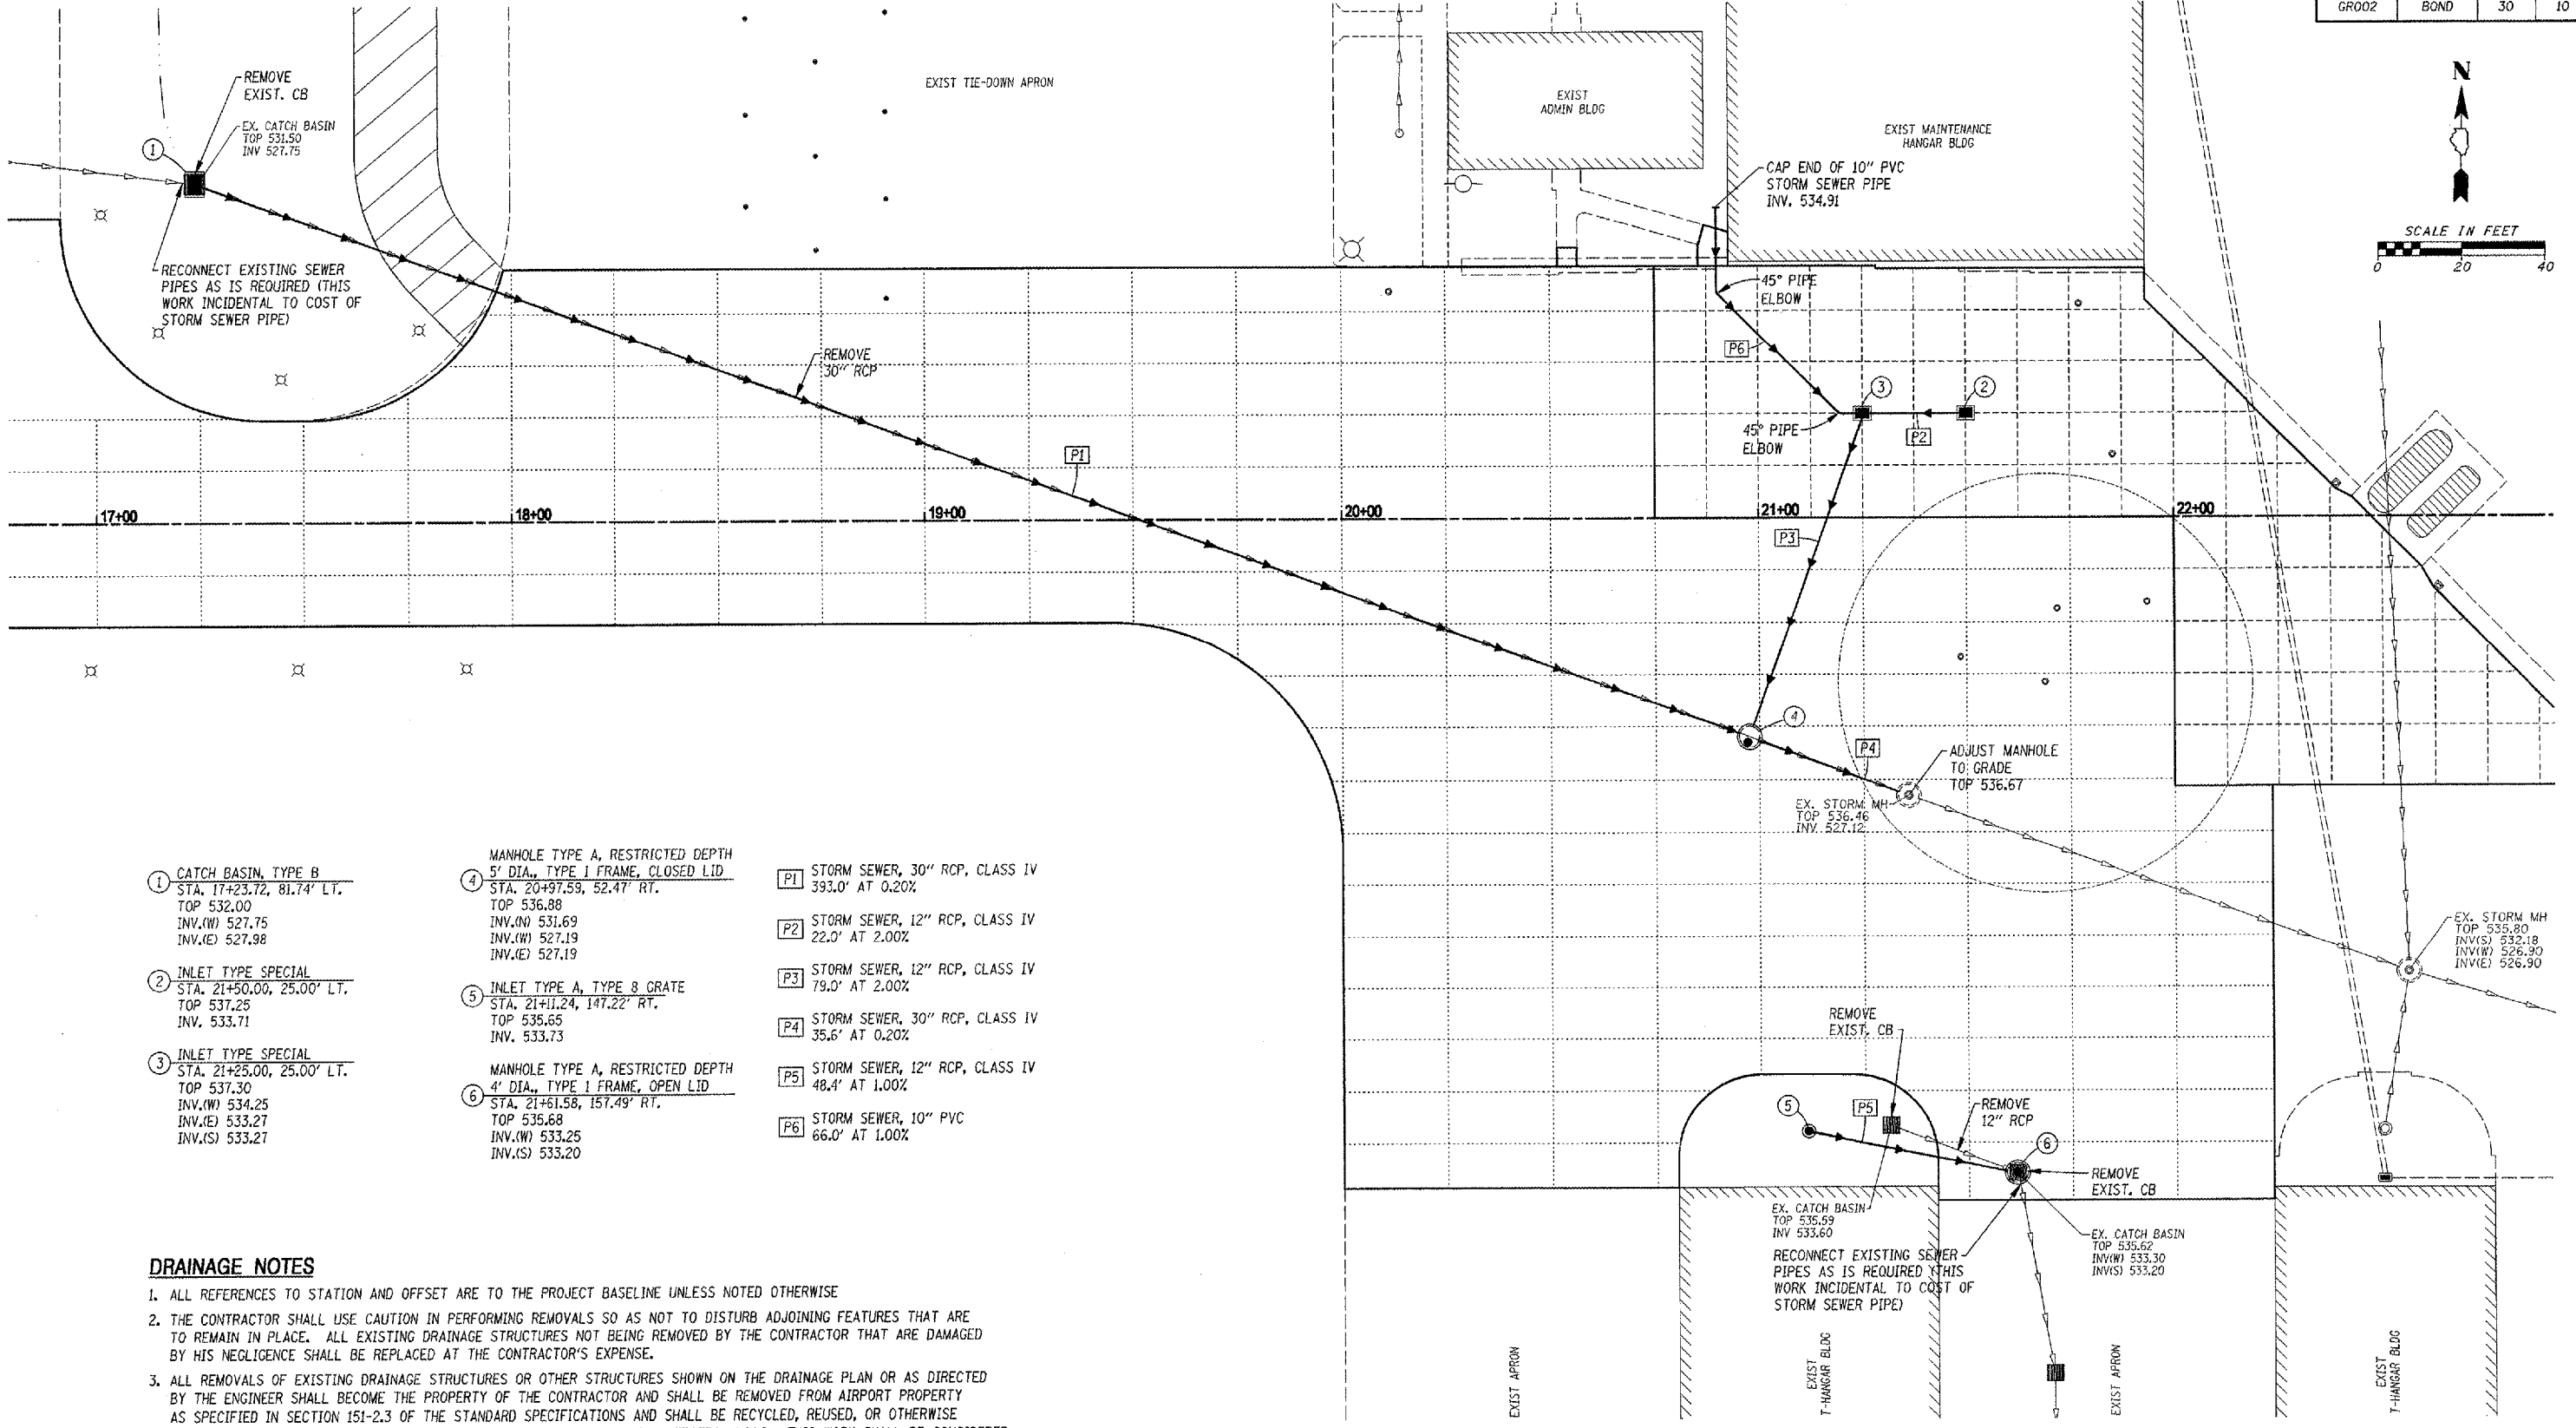 GR002 BOND 30 10
REMOVE
EXIST. CB
EX. CATCH BASIN
TOP 531.50
INV 527.75
1
RECONNECT EXISTING SEWER
PIPES AS IS REQUIRED (THIS
WORK INCIDENTAL TO COST OF
STORM SEWER PIPE)
EXIST TIE-DOWN APRON
EXIST
ADMIN BLDG
EXIST MAINTENANCE
HANGAR BLDG
CAP END OF 10" PVC
STORM SEWER PIPE
INV. 534.91
N
SCALE IN FEET
0 20 40
45° PIPE
ELBOW
P6
REMOVE
30" RCP
3
2
45° PIPE
ELBOW
P2
P1
17+00
18+00
19+00
20+00
21+00
22+00
P3
4
P4
ADJUST MANHOLE
TO GRADE
TOP 536.67
EX. STORM MH
TOP 536.46
INV 527.12
EX. STORM MH
TOP 535.80
INV(S) 532.18
INV(W) 526.90
INV(E) 526.90
1 CATCH BASIN, TYPE B
STA. 17+23.72, 81.74' LT.
TOP 532.00
INV.(W) 527.75
INV.(E) 527.98
2 INLET TYPE SPECIAL
STA. 21+50.00, 25.00' LT.
TOP 537.25
INV. 533.71
3 INLET TYPE SPECIAL
STA. 21+25.00, 25.00' LT.
TOP 537.30
INV.(W) 534.25
INV.(E) 533.27
INV.(S) 533.27
MANHOLE TYPE A, RESTRICTED DEPTH
4 5' DIA., TYPE 1 FRAME, CLOSED LID
STA. 20+97.59, 52.47' RT.
TOP 536.88
INV.(N) 531.69
INV.(W) 527.19
INV.(E) 527.19
5 INLET TYPE A, TYPE 8 GRATE
STA. 21+11.24, 147.22' RT.
TOP 535.65
INV. 533.73
MANHOLE TYPE A, RESTRICTED DEPTH
6 4' DIA., TYPE 1 FRAME, OPEN LID
STA. 21+61.58, 157.49' RT.
TOP 535.68
INV.(W) 533.25
INV.(S) 533.20
P1 STORM SEWER, 30" RCP, CLASS IV
393.0' AT 0.20%
P2 STORM SEWER, 12" RCP, CLASS IV
22.0' AT 2.00%
P3 STORM SEWER, 12" RCP, CLASS IV
79.0' AT 2.00%
P4 STORM SEWER, 30" RCP, CLASS IV
35.6' AT 0.20%
P5 STORM SEWER, 12" RCP, CLASS IV
48.4' AT 1.00%
P6 STORM SEWER, 10" PVC
66.0' AT 1.00%
REMOVE
EXIST. CB
5
P5
REMOVE
12" RCP
6
REMOVE
EXIST. CB
EX. CATCH BASIN
TOP 535.59
INV 533.60
EX. CATCH BASIN
TOP 535.62
INV(W) 533.30
INV(S) 533.20
RECONNECT EXISTING SEWER
PIPES AS IS REQUIRED (THIS
WORK INCIDENTAL TO COST OF
STORM SEWER PIPE)
EXIST APRON
EXIST
T-HANGAR BLDG
EXIST APRON
EXIST
T-HANGAR BLDG
DRAINAGE NOTES
1. ALL REFERENCES TO STATION AND OFFSET ARE TO THE PROJECT BASELINE UNLESS NOTED OTHERWISE
2. THE CONTRACTOR SHALL USE CAUTION IN PERFORMING REMOVALS SO AS NOT TO DISTURB ADJOINING FEATURES THAT ARE
TO REMAIN IN PLACE. ALL EXISTING DRAINAGE STRUCTURES NOT BEING REMOVED BY THE CONTRACTOR THAT ARE DAMAGED
BY HIS NEGLIGENCE SHALL BE REPLACED AT THE CONTRACTOR'S EXPENSE.
3. ALL REMOVALS OF EXISTING DRAINAGE STRUCTURES OR OTHER STRUCTURES SHOWN ON THE DRAINAGE PLAN OR AS DIRECTED
BY THE ENGINEER SHALL BECOME THE PROPERTY OF THE CONTRACTOR AND SHALL BE REMOVED FROM AIRPORT PROPERTY
AS SPECIFIED IN SECTION 151-2.3 OF THE STANDARD SPECIFICATIONS AND SHALL BE RECYCLED, REUSED, OR OTHERWISE